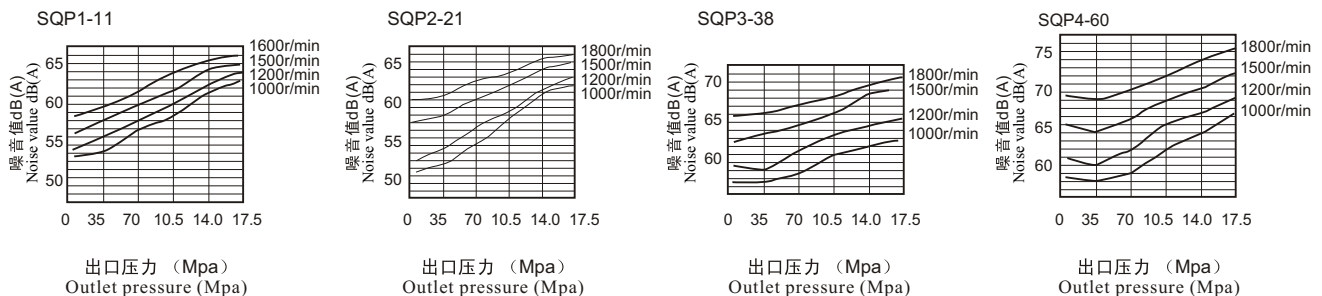 SQP1-11
噪音值dB(A)
Noise value dB(A)
65
60
55
50
1600r/min
1500r/min
1200r/min
1000r/min
0 35 70 10.5 14.0 17.5
出口压力 （Mpa）
Outlet pressure (Mpa)
SQP2-21
噪音值dB(A)
Noise value dB(A)
65
60
55
50
1800r/min
1500r/min
1200r/min
1000r/min
0 35 70 10.5 14.0 17.5
出口压力 （Mpa）
Outlet pressure (Mpa)
SQP3-38
噪音值dB(A)
Noise value dB(A)
70
65
60
1800r/min
1500r/min
1200r/min
1000r/min
0 35 70 10.5 14.0 17.5
出口压力 （Mpa）
Outlet pressure (Mpa)
SQP4-60
噪音值dB(A)
Noise value dB(A)
75
70
65
60
1800r/min
1500r/min
1200r/min
1000r/min
0 35 70 10.5 14.0 17.5
出口压力 （Mpa）
Outlet pressure (Mpa)